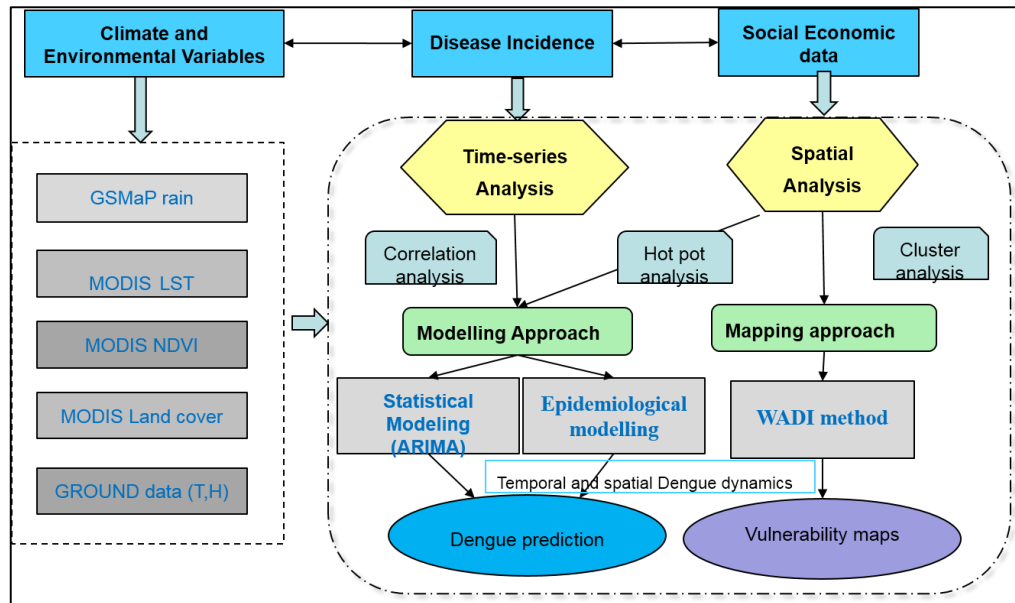 Climate and
Environmental Variables
Disease Incidence
Social Economic
data
GSMaP rain
MODIS LST
MODIS NDVI
MODIS Land cover
GROUND data (T,H)
Time-series
Analysis
Spatial
Analysis
Correlation
analysis
Hot pot
analysis
Cluster
analysis
Modelling Approach
Mapping approach
Statistical
Modeling
(ARIMA)
Epidemiological
modelling
WADI method
Temporal and spatial Dengue dynamics
Dengue prediction
Vulnerability maps